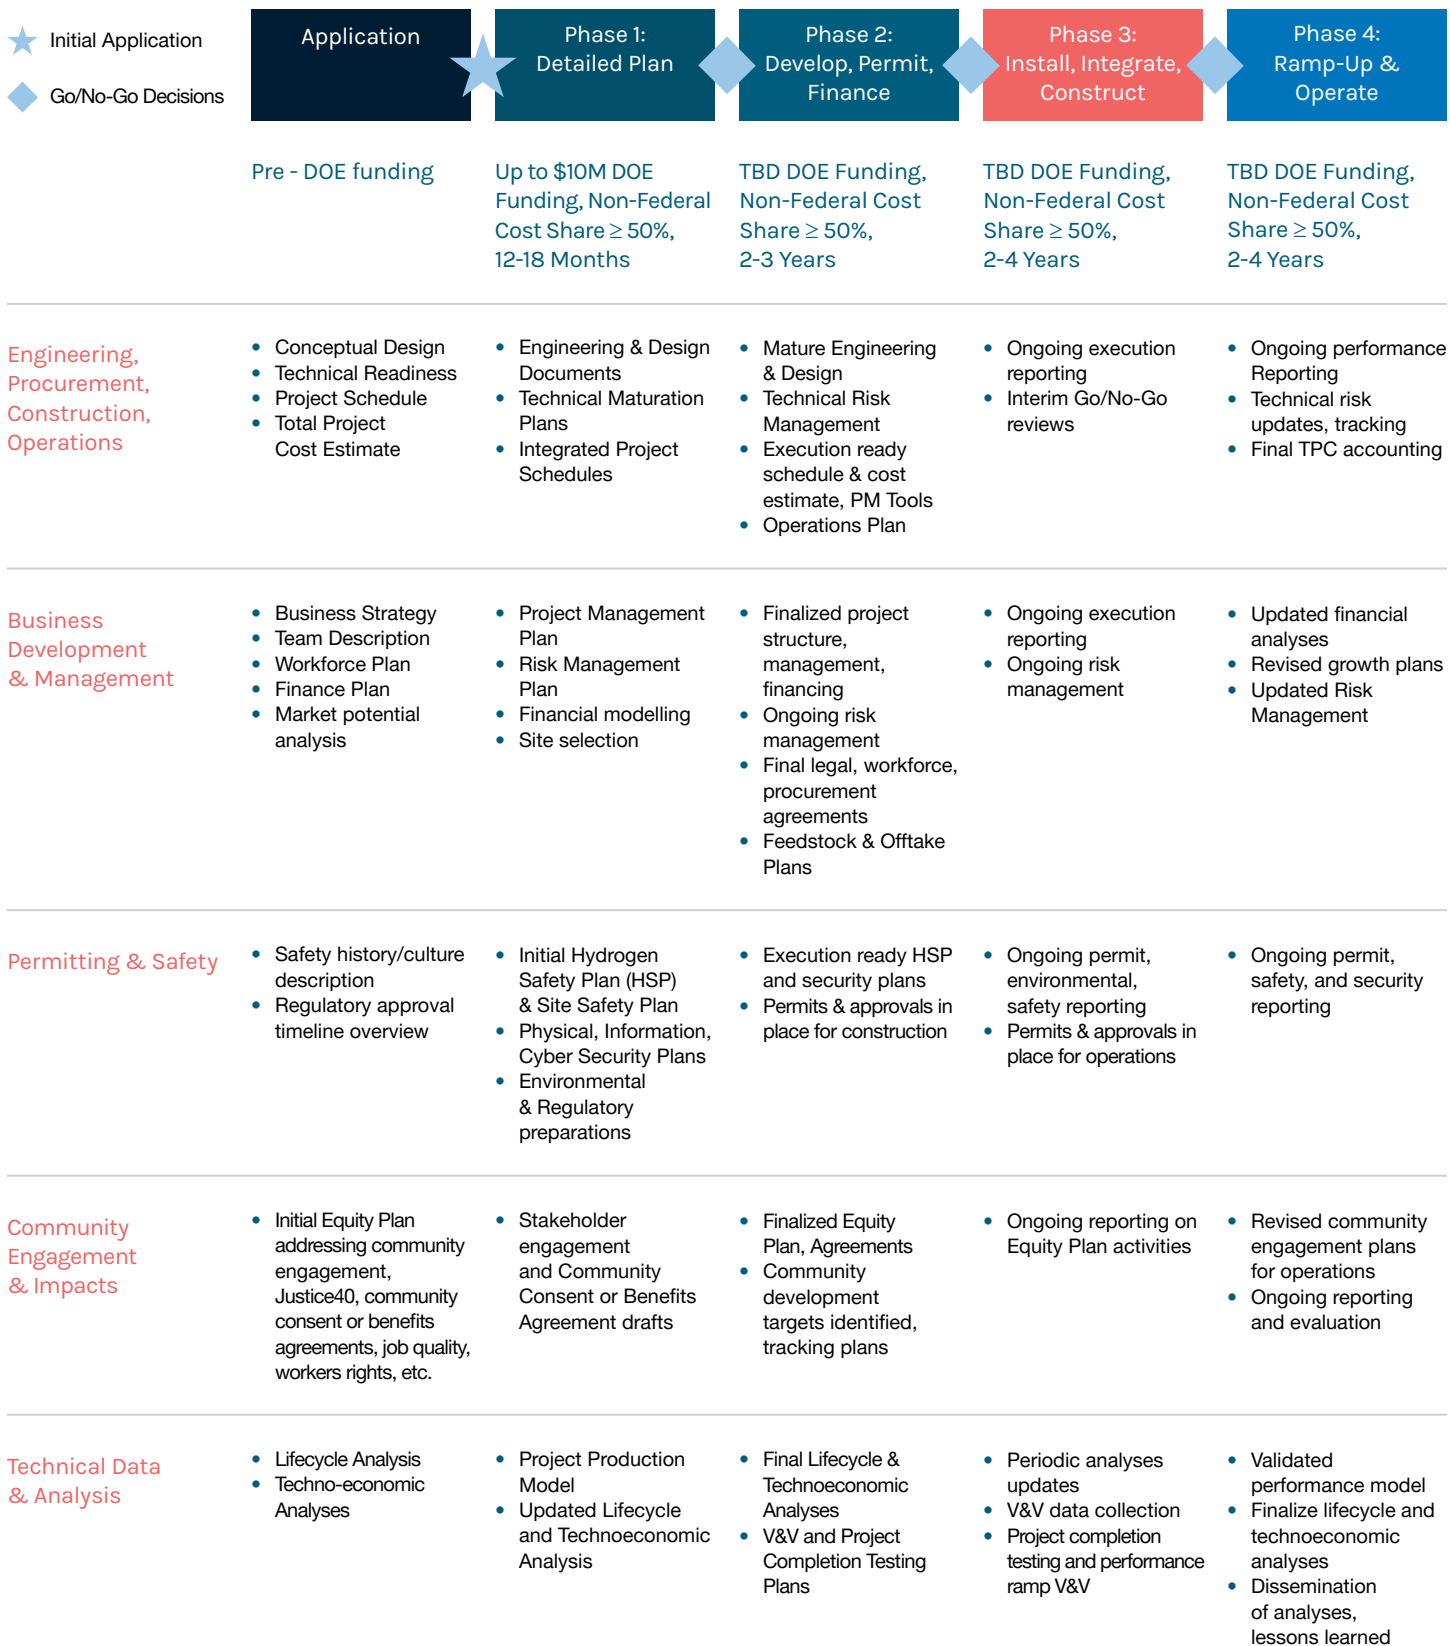 Initial Application
Go/No-Go Decisions
Application
Phase 1:
Detailed Plan
Phase 2:
Develop, Permit,
Finance
Phase 3:
Install, Integrate,
Construct
Phase 4:
Ramp-Up &
Operate
Pre - DOE funding
Up to $10M DOE
Funding, Non-Federal
Cost Share ≥ 50%,
12-18 Months
TBD DOE Funding,
Non-Federal Cost
Share ≥ 50%,
2-3 Years
TBD DOE Funding,
Non-Federal Cost
Share ≥ 50%,
2-4 Years
TBD DOE Funding,
Non-Federal Cost
Share ≥ 50%,
2-4 Years
Engineering,
Procurement,
Construction,
Operations
• Conceptual Design
• Technical Readiness
• Project Schedule
• Total Project
Cost Estimate
• Engineering & Design
Documents
• Technical Maturation
Plans
• Integrated Project
Schedules
• Mature Engineering
& Design
• Technical Risk
Management
• Execution ready
schedule & cost
estimate, PM Tools
• Operations Plan
• Ongoing execution
reporting
• Interim Go/No-Go
reviews
• Ongoing performance
Reporting
• Technical risk
updates, tracking
• Final TPC accounting
Business
Development
& Management
• Business Strategy
• Team Description
• Workforce Plan
• Finance Plan
• Market potential
analysis
• Project Management
Plan
• Risk Management
Plan
• Financial modelling
• Site selection
• Finalized project
structure,
management,
financing
• Ongoing risk
management
• Final legal, workforce,
procurement
agreements
• Feedstock & Offtake
Plans
• Ongoing execution
reporting
• Ongoing risk
management
• Updated financial
analyses
• Revised growth plans
• Updated Risk
Management
Permitting & Safety
• Safety history/culture
description
• Regulatory approval
timeline overview
• Initial Hydrogen
Safety Plan (HSP)
& Site Safety Plan
• Physical, Information,
Cyber Security Plans
• Environmental
& Regulatory
preparations
• Execution ready HSP
and security plans
• Permits & approvals in
place for construction
• Ongoing permit,
environmental,
safety reporting
• Permits & approvals in
place for operations
• Ongoing permit,
safety, and security
reporting
Community
Engagement
& Impacts
• Initial Equity Plan
addressing community
engagement,
Justice40, community
consent or benefits
agreements, job quality,
workers rights, etc.
• Stakeholder
engagement
and Community
Consent or Benefits
Agreement drafts
• Finalized Equity
Plan, Agreements
• Community
development
targets identified,
tracking plans
• Ongoing reporting on
Equity Plan activities
• Revised community
engagement plans
for operations
• Ongoing reporting
and evaluation
Technical Data
& Analysis
• Lifecycle Analysis
• Techno-economic
Analyses
• Project Production
Model
• Updated Lifecycle
and Technoeconomic
Analysis
• Final Lifecycle &
Technoeconomic
Analyses
• V&V and Project
Completion Testing
Plans
• Periodic analyses
updates
• V&V data collection
• Project completion
testing and performance
ramp V&V
• Validated
performance model
• Finalize lifecycle and
technoeconomic
analyses
• Dissemination
of analyses,
lessons learned